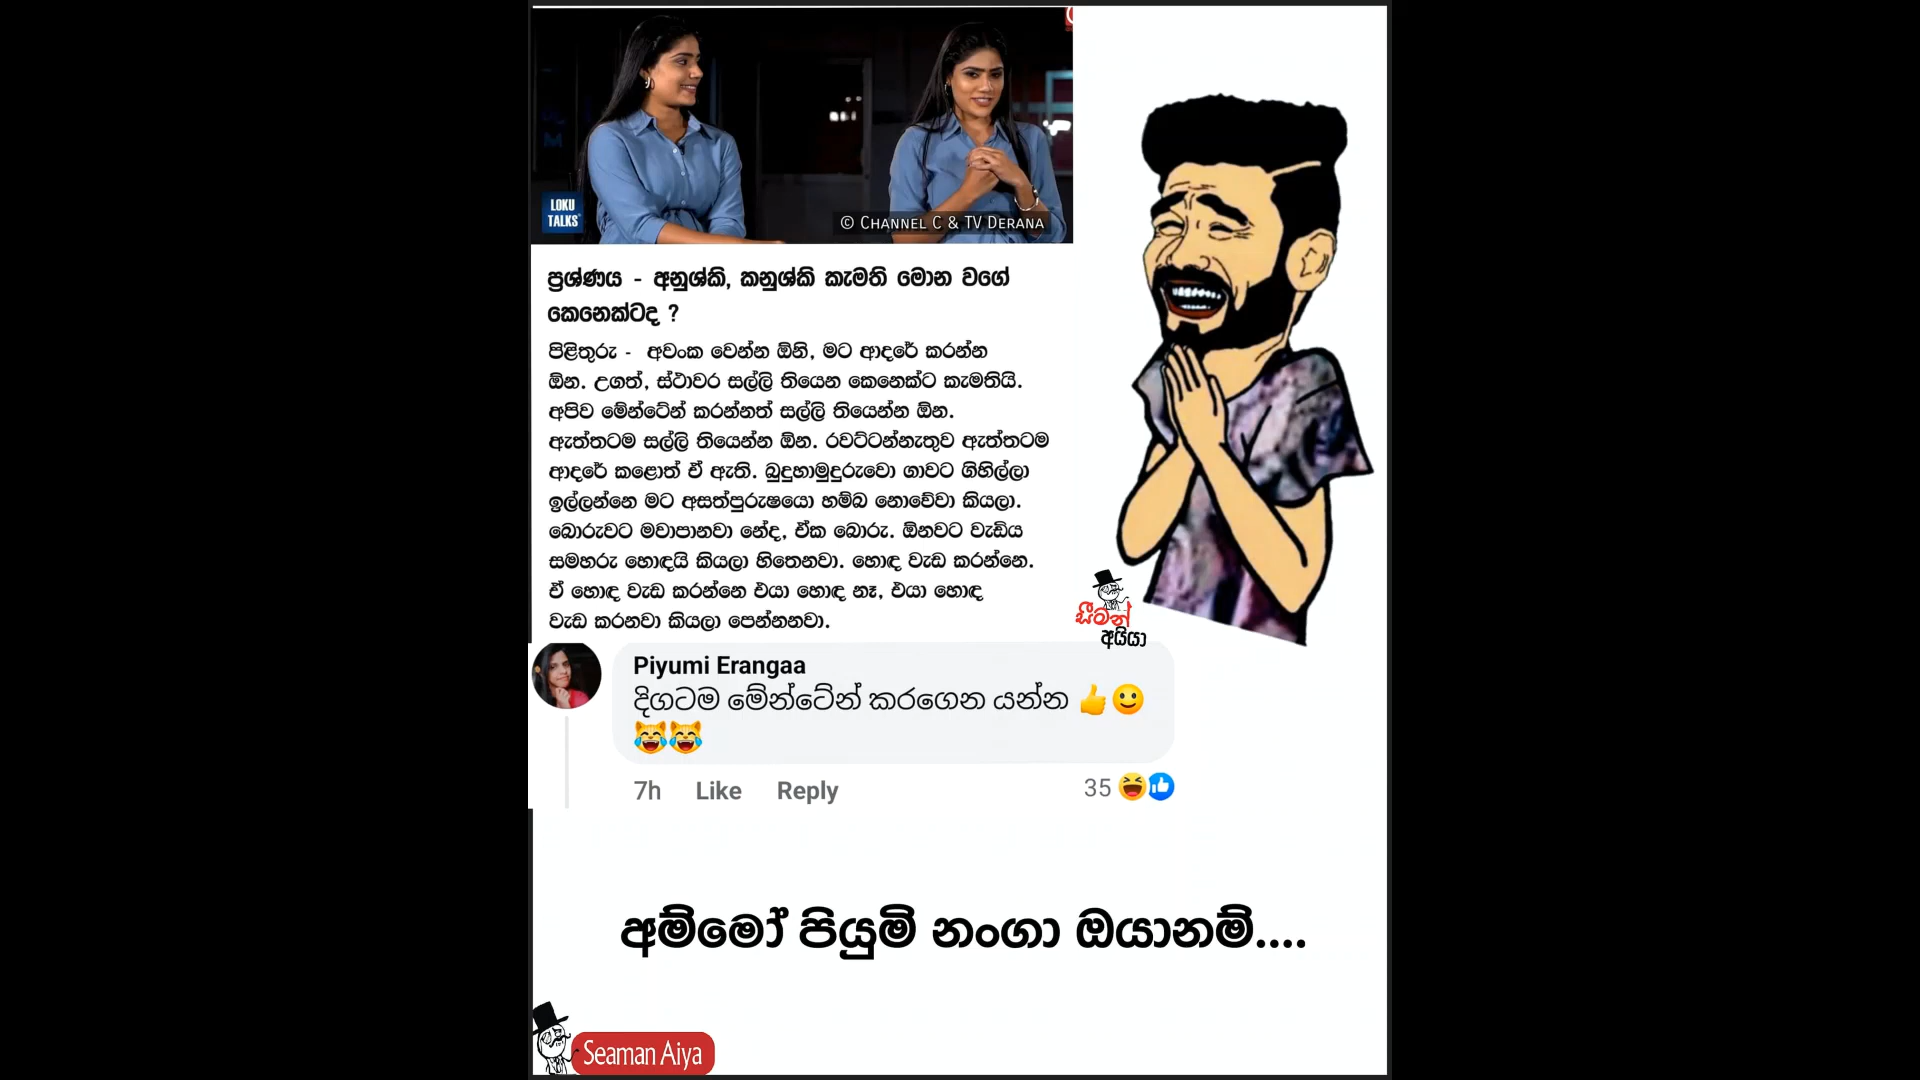 LOKU
TALKS
© CHANNEL C & TV DERANA
ප්‍රශ්ණය - අනුශ්කි, කනුශ්කි කැමති මොන වගේ
කෙනෙක්ටද ?
පිළිතුරු - අවංක වෙන්න ඕනි, මට ආදරේ කරන්න
ඕන. උගත්, ස්ථාවර සල්ලි තියෙන කෙනෙක්ට කැමතියි.
අපිව මේන්ටේන් කරන්නත් සල්ලි තියෙන්න ඕන.
ඇත්තටම සල්ලි තියෙන්න ඕන. රවට්ටන්නැතුව ඇත්තටම
ආදරේ කළොත් ඒ ඇති. බුදුහාමුදුරුවො ගාවට ගිහිල්ලා
ඉල්ලන්නෙ මට අසත්පුරුෂයො හම්බ නොවේවා කියලා.
බොරුවට මවාපානවා නේද, ඒක බොරු. ඕනවට වැඩිය
සමහරු හොඳයි කියලා හිතෙනවා. හොඳ වැඩ කරන්නෙ.
ඒ හොඳ වැඩ කරන්නෙ එයා හොඳ නෑ, එයා හොඳ
වැඩ කරනවා කියලා පෙන්නනවා.
සීමන්
අයියා
Piyumi Erangaa
දිගටම මේන්ටේන් කරගෙන යන්න 👍🙂
😹😹
7h Like Reply 35
අම්මෝ පියුමි නංගා ඔයානම්....
Seaman Aiya